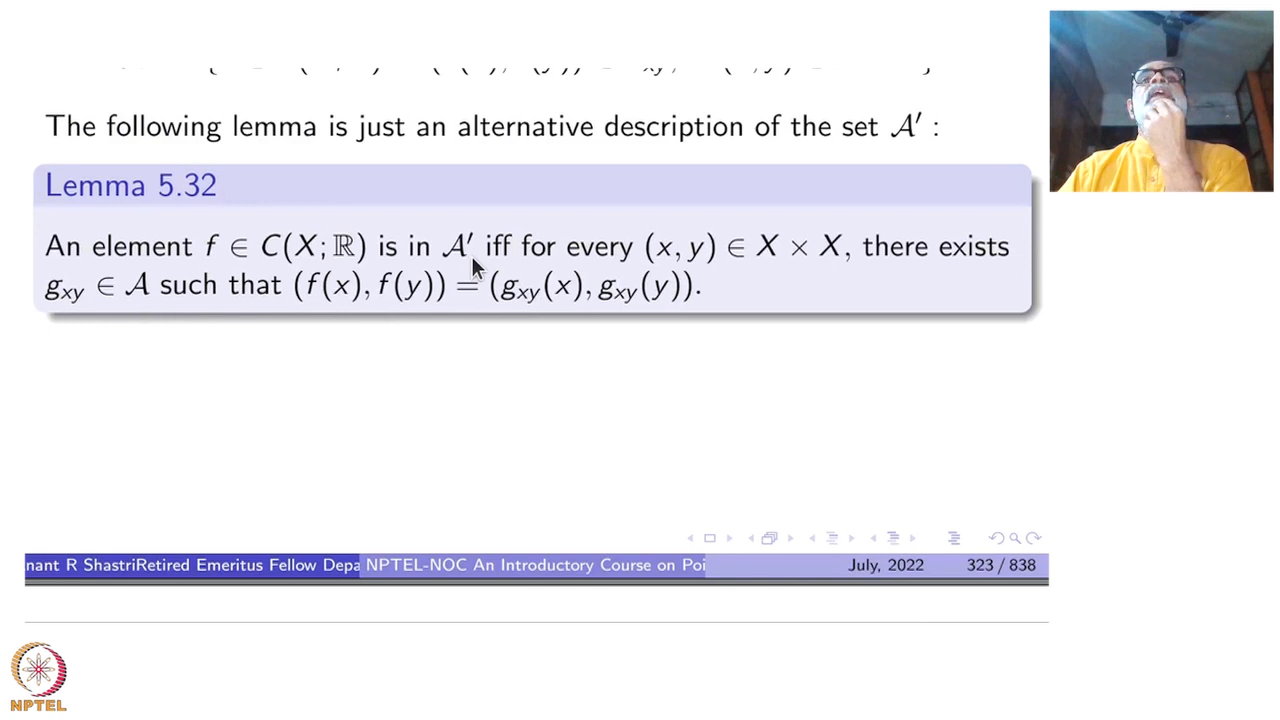 The following lemma is just an alternative description of the set 𝒜′ :
Lemma 5.32
An element f ∈ C(X; ℝ) is in 𝒜′ iff for every (x, y) ∈ X × X, there exists
g_xy ∈ 𝒜 such that (f(x), f(y)) = (g_xy(x), g_xy(y)).
nant R ShastriRetired Emeritus Fellow Depa NPTEL-NOC An Introductory Course on Poi July, 2022 323 / 838
NPTEL